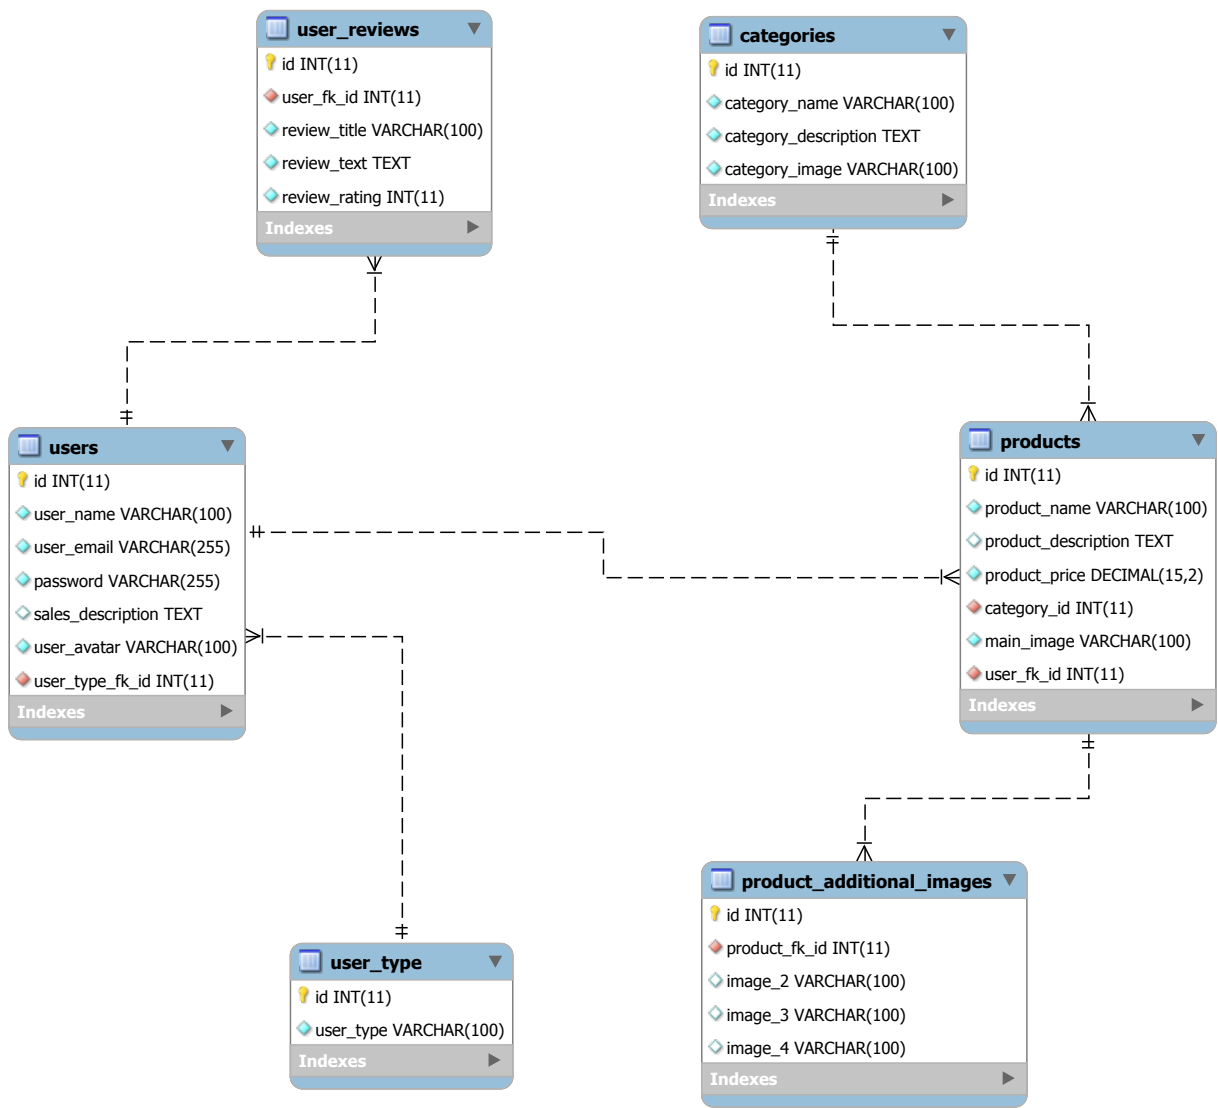 user_reviews
id INT(11)
user_fk_id INT(11)
review_title VARCHAR(100)
review_text TEXT
review_rating INT(11)
Indexes
categories
id INT(11)
category_name VARCHAR(100)
category_description TEXT
category_image VARCHAR(100)
Indexes
users
id INT(11)
user_name VARCHAR(100)
user_email VARCHAR(255)
password VARCHAR(255)
sales_description TEXT
user_avatar VARCHAR(100)
user_type_fk_id INT(11)
Indexes
products
id INT(11)
product_name VARCHAR(100)
product_description TEXT
product_price DECIMAL(15,2)
category_id INT(11)
main_image VARCHAR(100)
user_fk_id INT(11)
Indexes
user_type
id INT(11)
user_type VARCHAR(100)
Indexes
product_additional_images
id INT(11)
product_fk_id INT(11)
image_2 VARCHAR(100)
image_3 VARCHAR(100)
image_4 VARCHAR(100)
Indexes